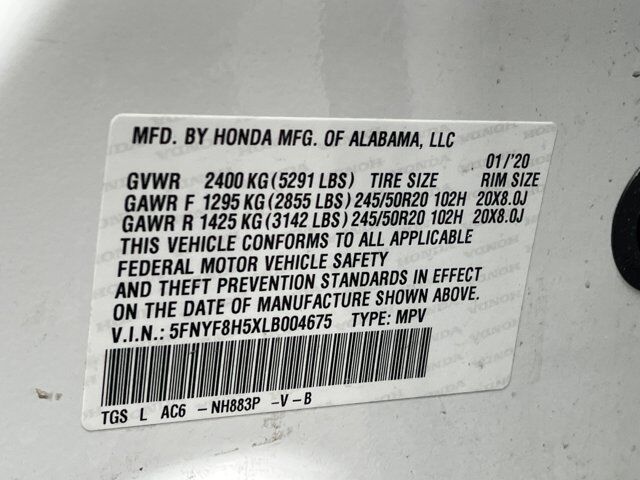 MFD. BY HONDA MFG. OF ALABAMA, LLC
01/'20
GVWR 2400 KG (5291 LBS) TIRE SIZE RIM SIZE
GAWR F 1295 KG (2855 LBS) 245/50R20 102H 20X8.0J
GAWR R 1425 KG (3142 LBS) 245/50R20 102H 20X8.0J
THIS VEHICLE CONFORMS TO ALL APPLICABLE
FEDERAL MOTOR VEHICLE SAFETY
AND THEFT PREVENTION STANDARDS IN EFFECT
ON THE DATE OF MANUFACTURE SHOWN ABOVE.
V.I.N.: 5FNYF8H5XLB004675 TYPE: MPV
TGS L AC6 -NH883P -V-B